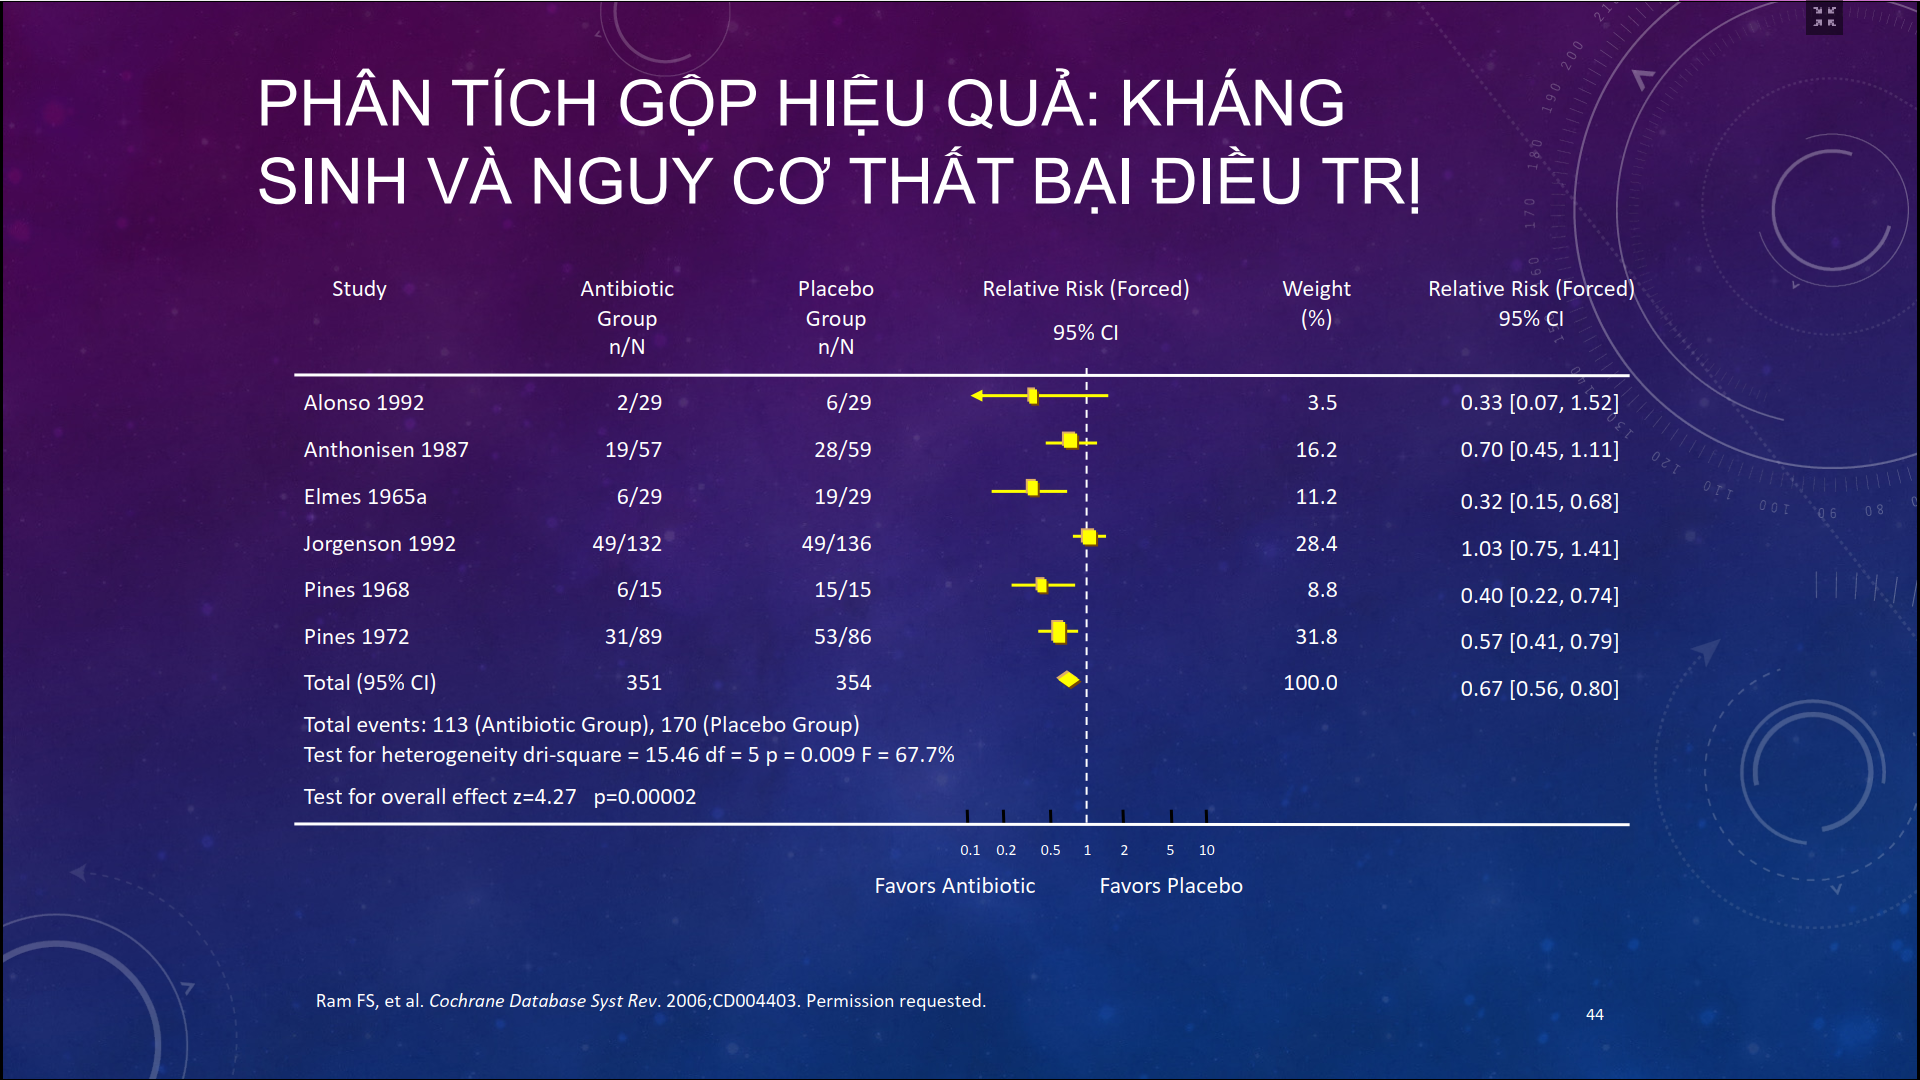 PHÂN TÍCH GỘP HIỆU QUẢ: KHÁNG
SINH VÀ NGUY CƠ THẤT BẠI ĐIỀU TRỊ
Study Antibiotic Group n/N Placebo Group n/N Relative Risk (Forced) 95% CI Weight (%) Relative Risk (Forced) 95% CI
Alonso 1992 2/29 6/29 3.5 0.33 [0.07, 1.52]
Anthonisen 1987 19/57 28/59 16.2 0.70 [0.45, 1.11]
Elmes 1965a 6/29 19/29 11.2 0.32 [0.15, 0.68]
Jorgenson 1992 49/132 49/136 28.4 1.03 [0.75, 1.41]
Pines 1968 6/15 15/15 8.8 0.40 [0.22, 0.74]
Pines 1972 31/89 53/86 31.8 0.57 [0.41, 0.79]
Total (95% CI) 351 354 100.0 0.67 [0.56, 0.80]
Total events: 113 (Antibiotic Group), 170 (Placebo Group)
Test for heterogeneity dri-square = 15.46 df = 5 p = 0.009 F = 67.7%
Test for overall effect z=4.27 p=0.00002
0.1 0.2 0.5 1 2 5 10
Favors Antibiotic Favors Placebo
Ram FS, et al. Cochrane Database Syst Rev. 2006;CD004403. Permission requested.
44